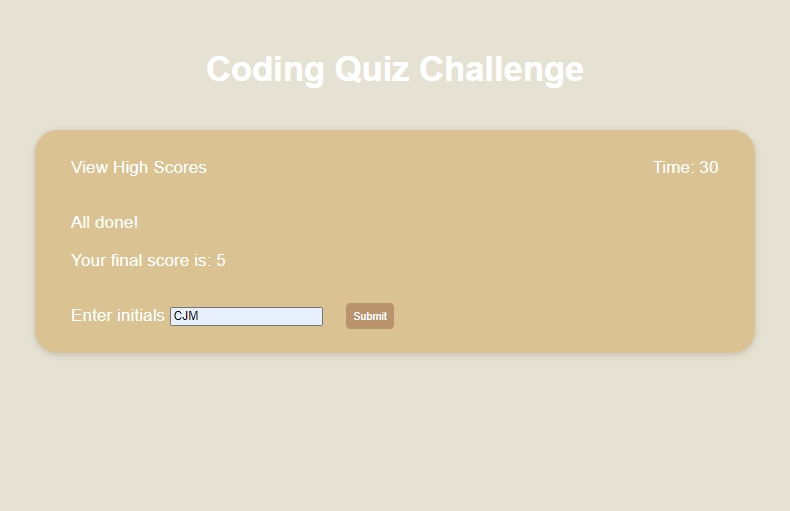 Coding Quiz Challenge
View High Scores Time: 30
All done!
Your final score is: 5
Enter initials CJM Submit